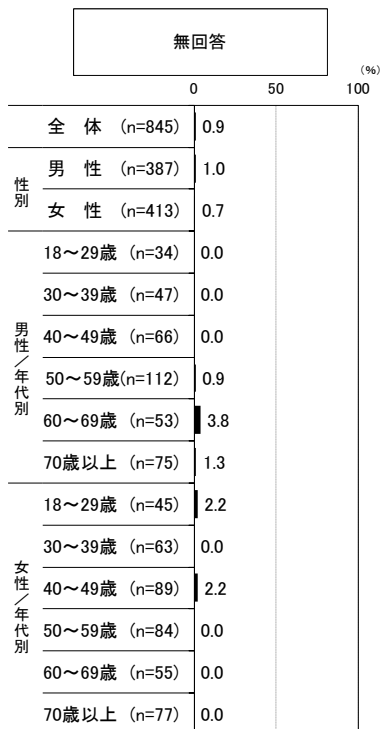 無回答
(%)
0 50 100
全 体 (n=845) 0.9
性別
男 性 (n=387) 1.0
女 性 (n=413) 0.7
男性／年代別
18～29歳 (n=34) 0.0
30～39歳 (n=47) 0.0
40～49歳 (n=66) 0.0
50～59歳(n=112) 0.9
60～69歳 (n=53) 3.8
70歳以上 (n=75) 1.3
女性／年代別
18～29歳 (n=45) 2.2
30～39歳 (n=63) 0.0
40～49歳 (n=89) 2.2
50～59歳 (n=84) 0.0
60～69歳 (n=55) 0.0
70歳以上 (n=77) 0.0